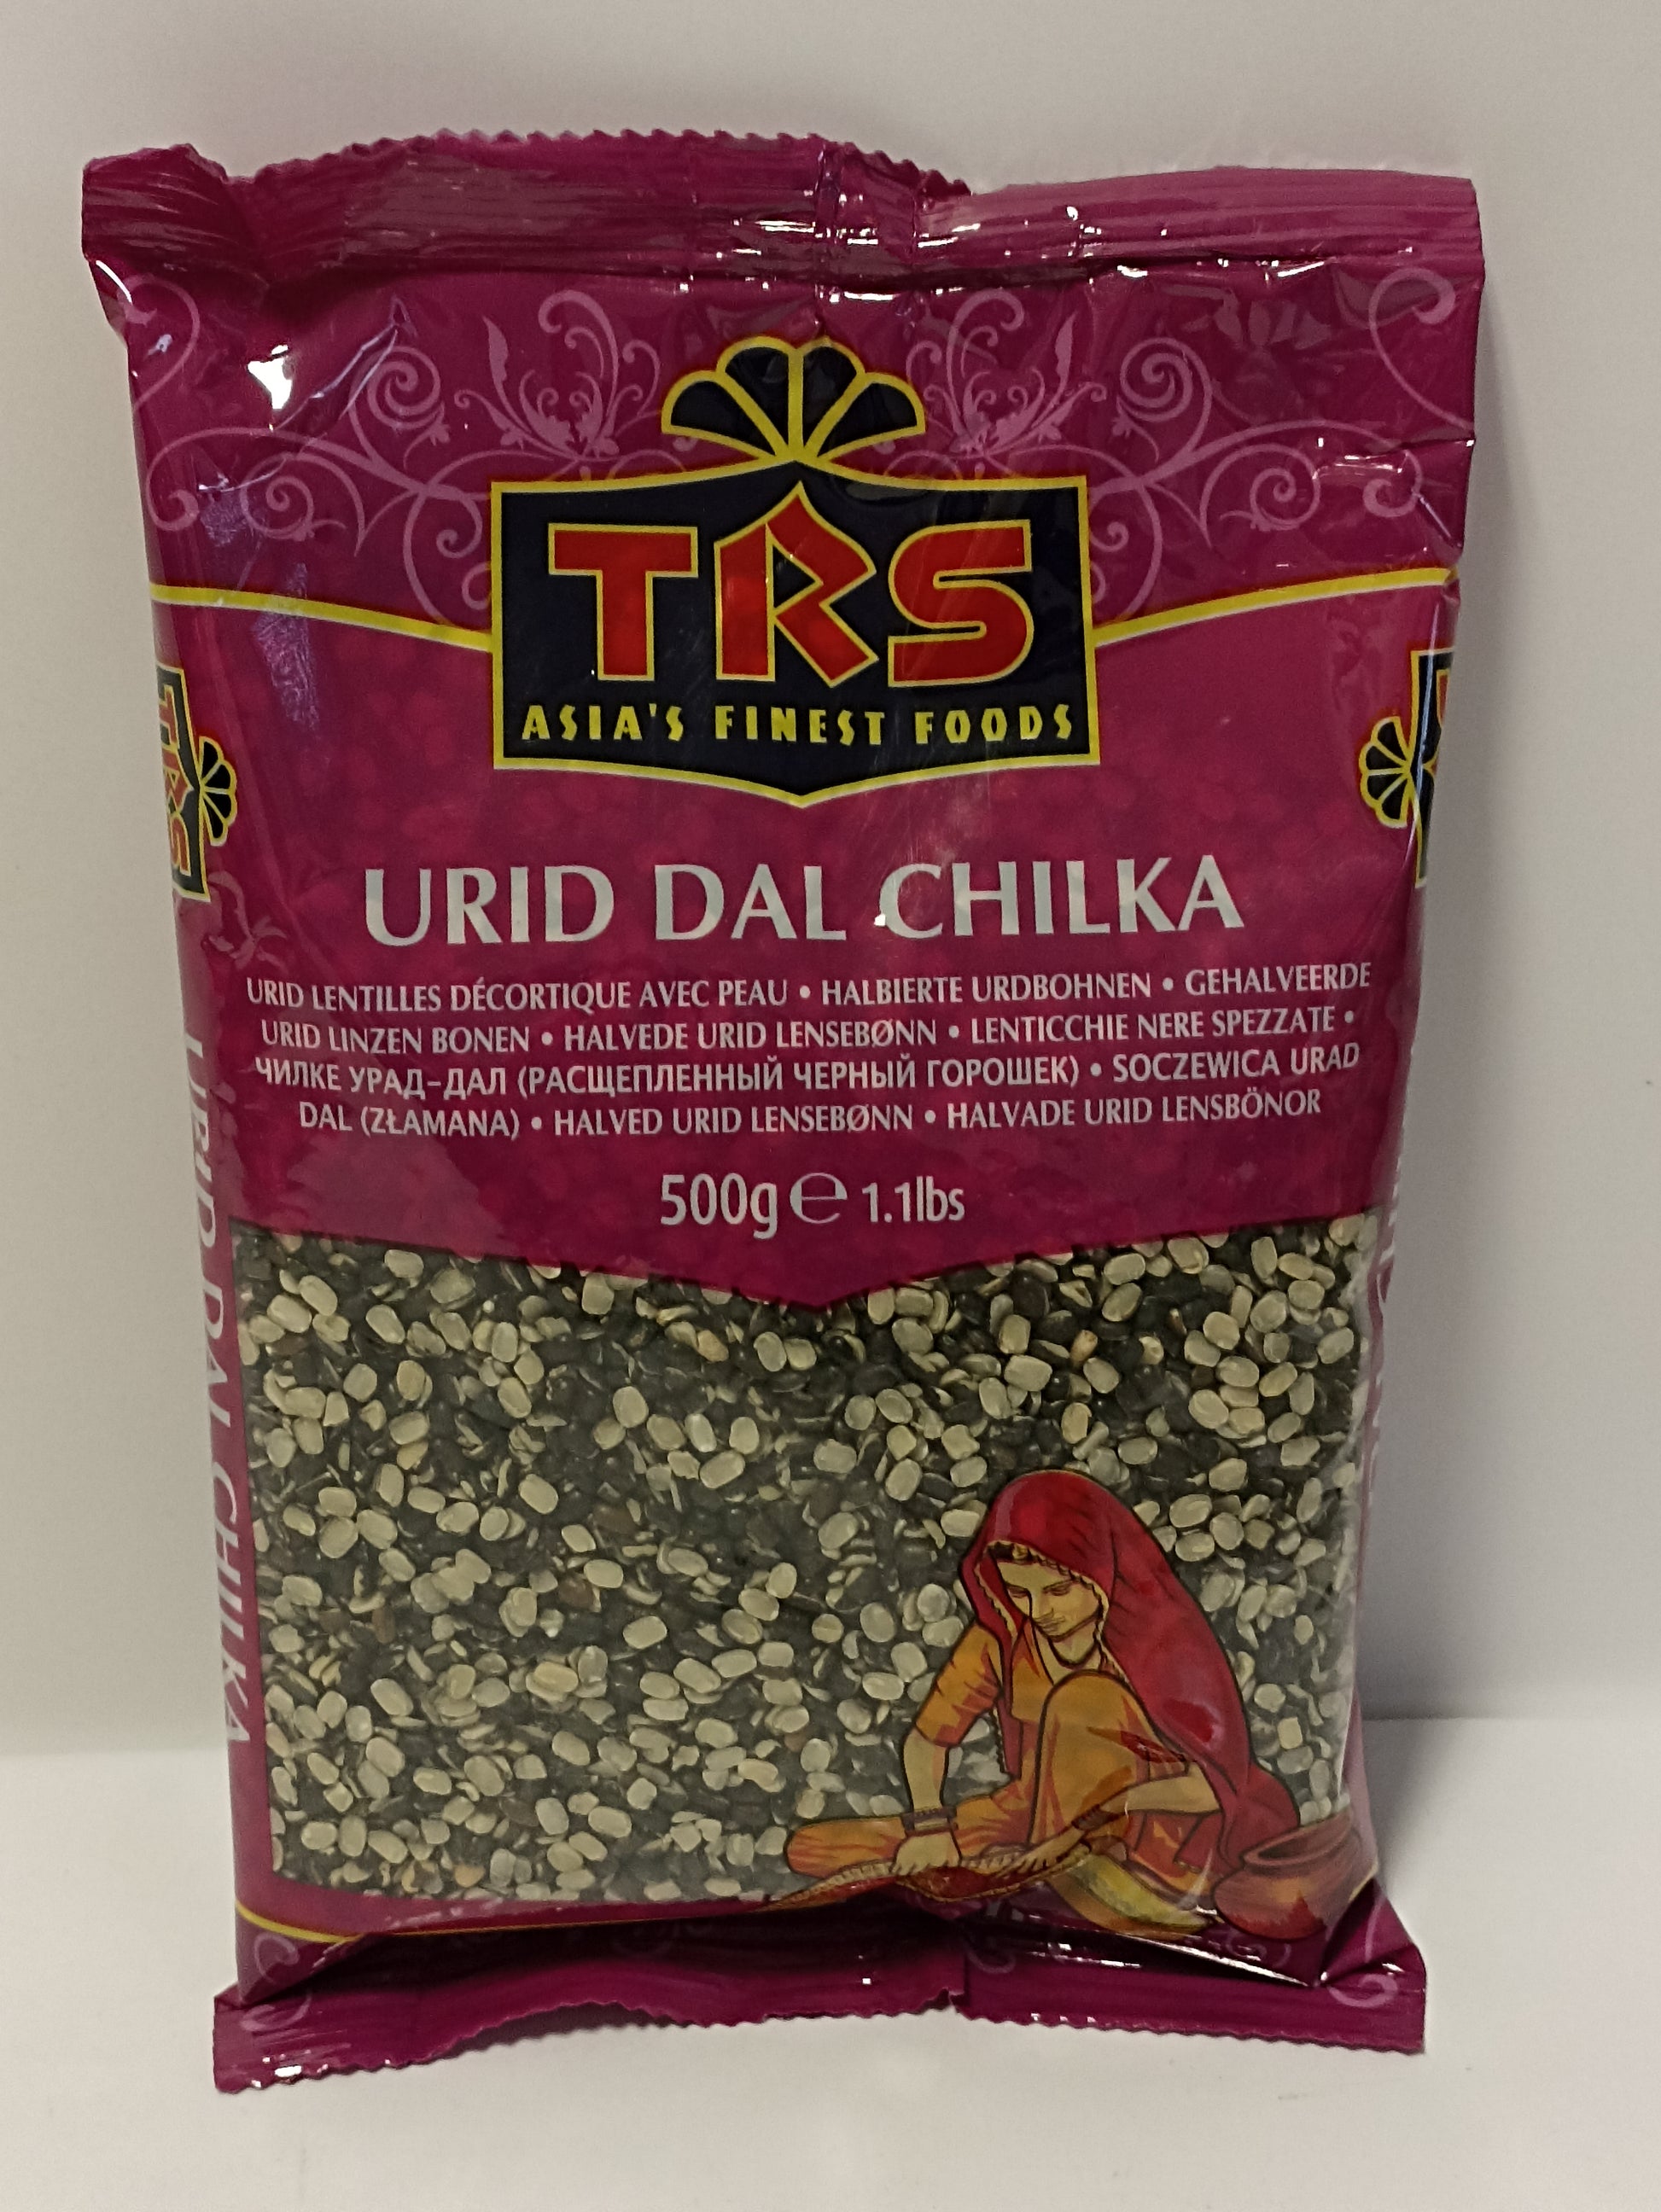 TRS
ASIA'S FINEST FOODS
TRS
URID DAL CHILKA
URID LENTILLES DÉCORTIQUE AVEC PEAU • HALBIERTE URDBOHNEN • GEHALVEERDE
URID LINZEN BONEN • HALVEDE URID LENSEBØNN • LENTICCHIE NERE SPEZZATE •
ЧИЛКЕ УРАД-ДАЛ (РАСЩЕПЛЕННЫЙ ЧЕРНЫЙ ГОРОШЕК) • SOCZEWICA URAD
DAL (ZŁAMANA) • HALVED URID LENSEBØNN • HALVADE URID LENSBÖNOR
500g ℮ 1.1lbs
URID DAL CHILKA